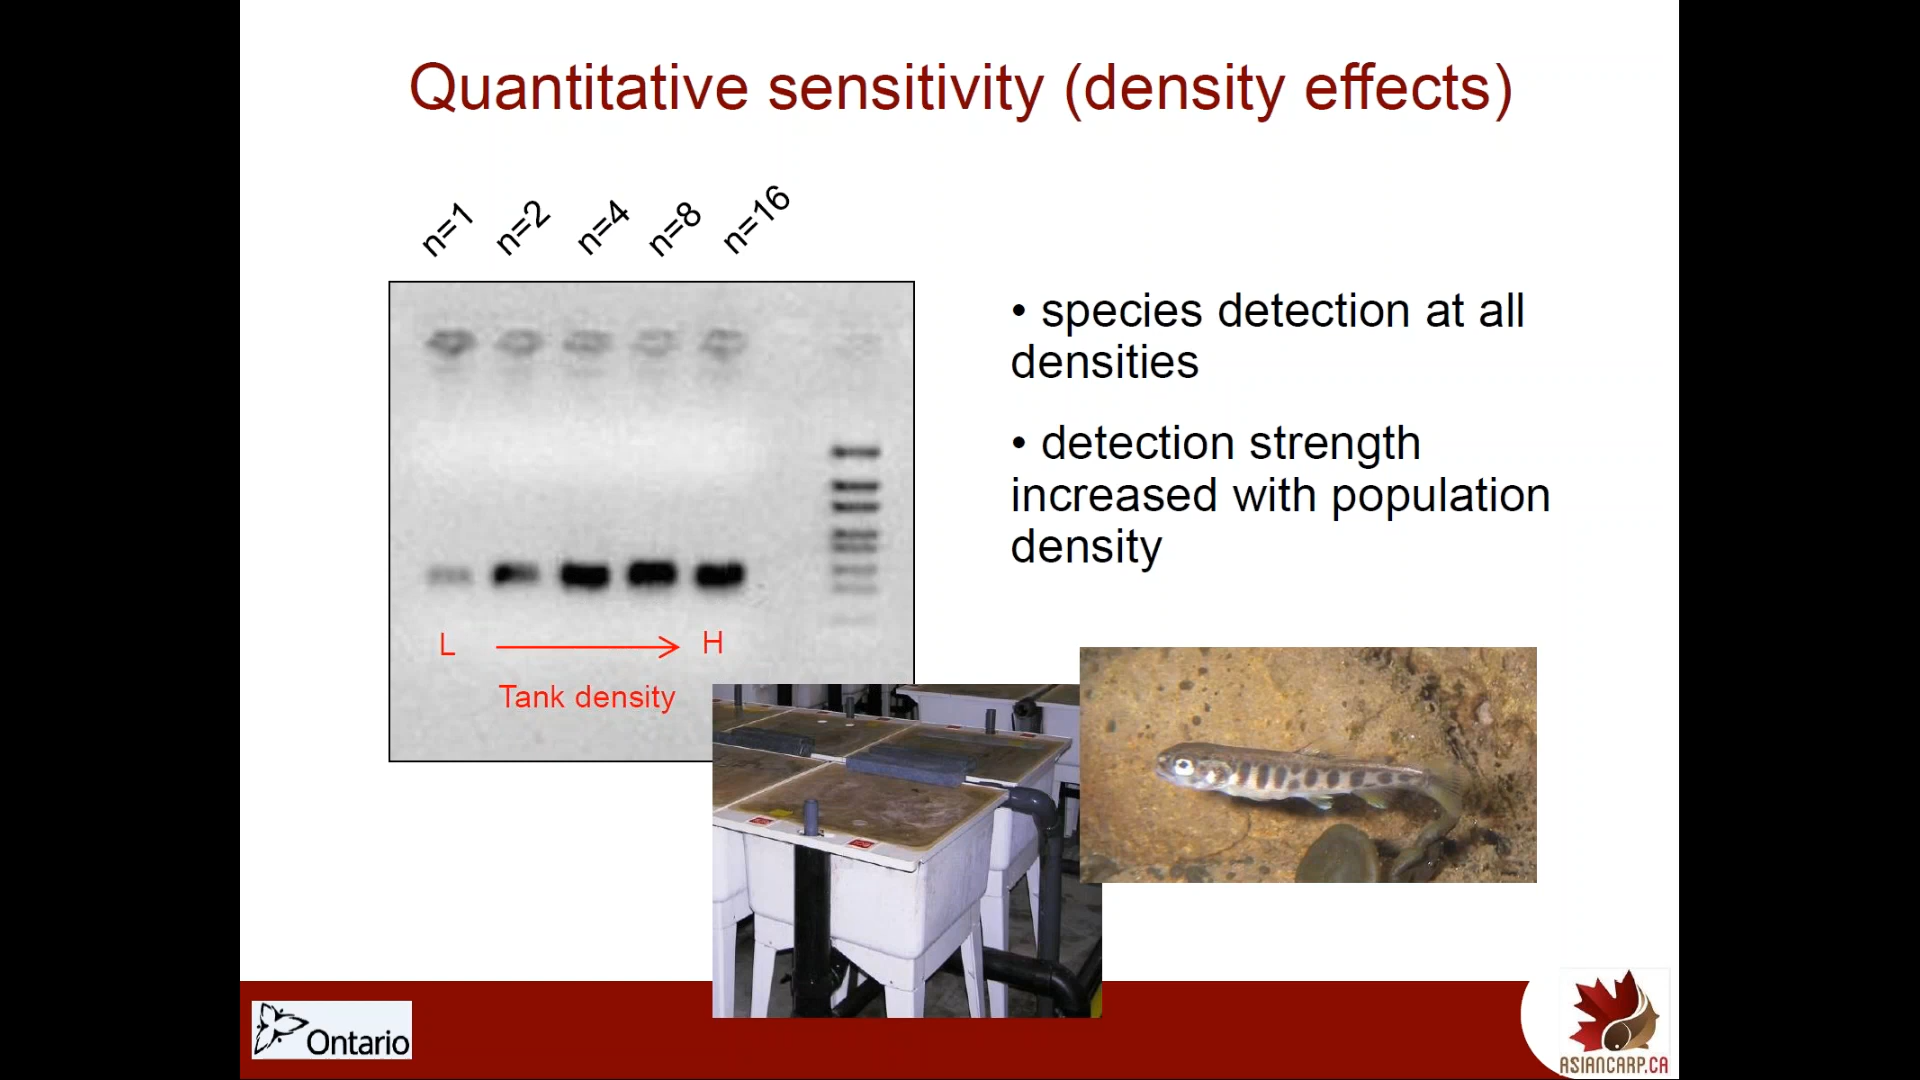 Quantitative sensitivity (density effects)
n=1
n=2
n=4
n=8
n=16
• species detection at all
densities
• detection strength
increased with population
density
L
H
Tank density
Ontario
ASIANCARP.CA